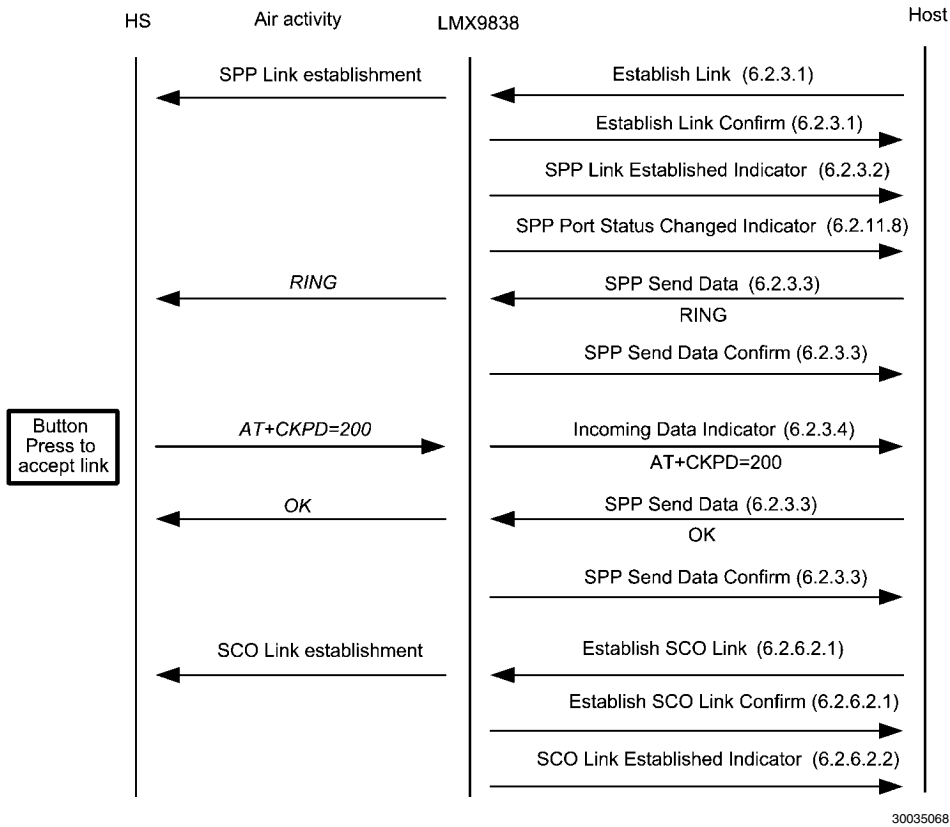 HS Air activity LMX9838 Host
SPP Link establishment Establish Link (6.2.3.1)
Establish Link Confirm (6.2.3.1)
SPP Link Established Indicator (6.2.3.2)
SPP Port Status Changed Indicator (6.2.11.8)
RING SPP Send Data (6.2.3.3)
RING
SPP Send Data Confirm (6.2.3.3)
Button
Press to
accept link
AT+CKPD=200 Incoming Data Indicator (6.2.3.4)
AT+CKPD=200
OK SPP Send Data (6.2.3.3)
OK
SPP Send Data Confirm (6.2.3.3)
SCO Link establishment Establish SCO Link (6.2.6.2.1)
Establish SCO Link Confirm (6.2.6.2.1)
SCO Link Established Indicator (6.2.6.2.2)
30035068